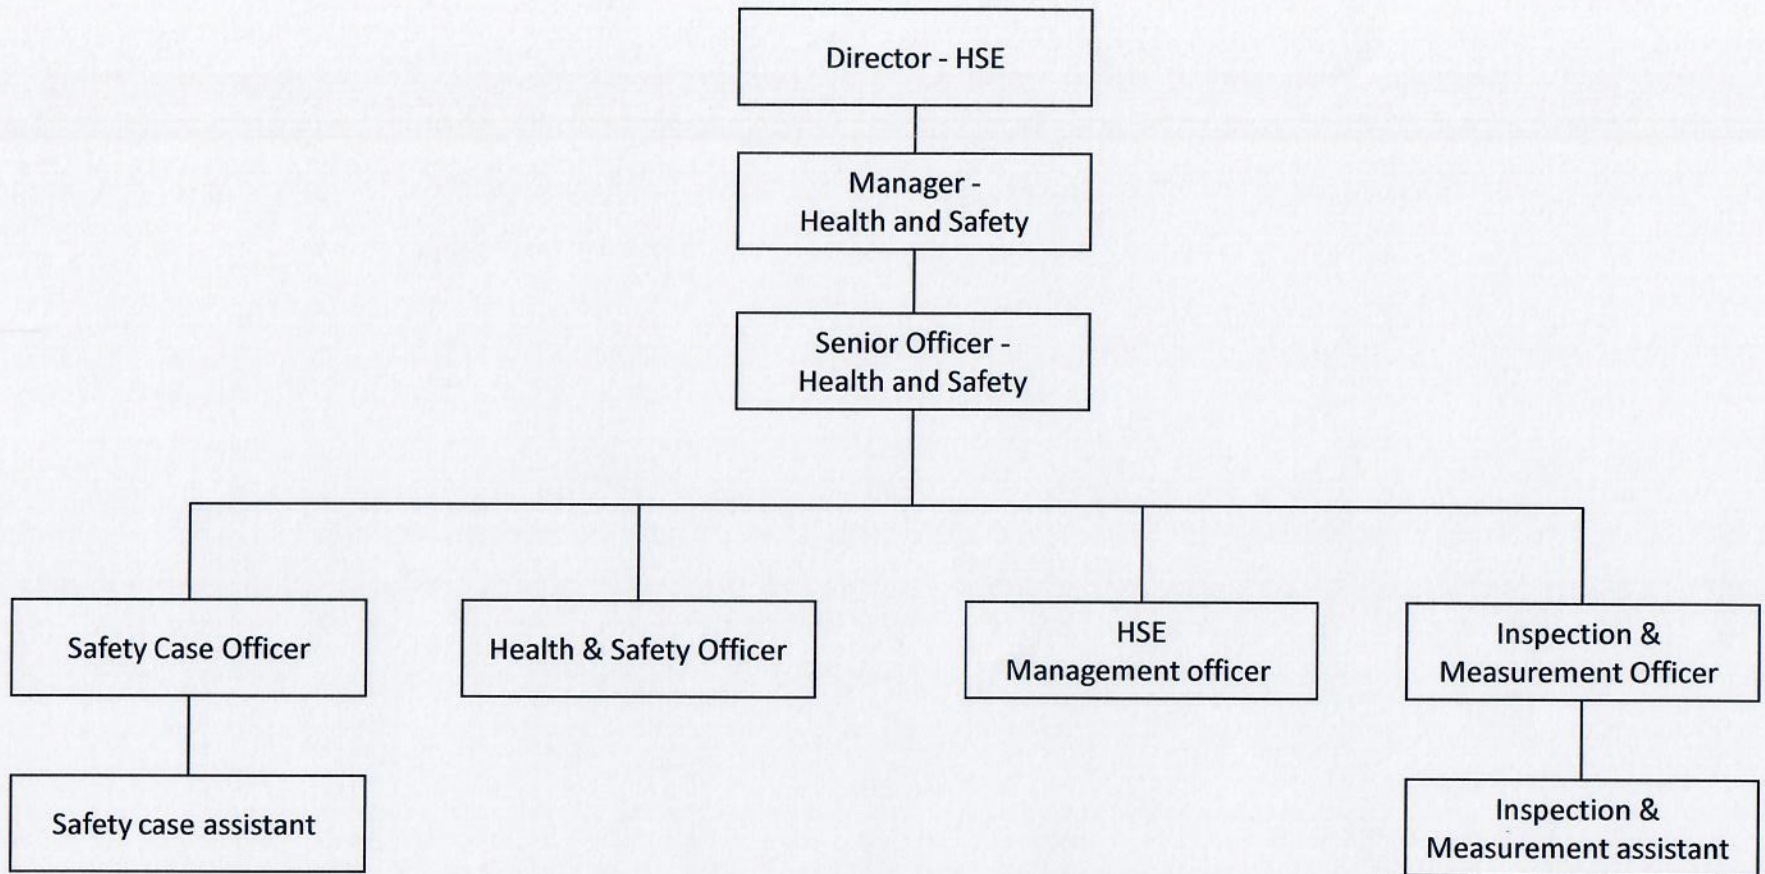 Director - HSE
Manager -
Health and Safety
Senior Officer -
Health and Safety
Safety Case Officer
Health & Safety Officer
HSE
Management officer
Inspection &
Measurement Officer
Safety case assistant
Inspection &
Measurement assistant